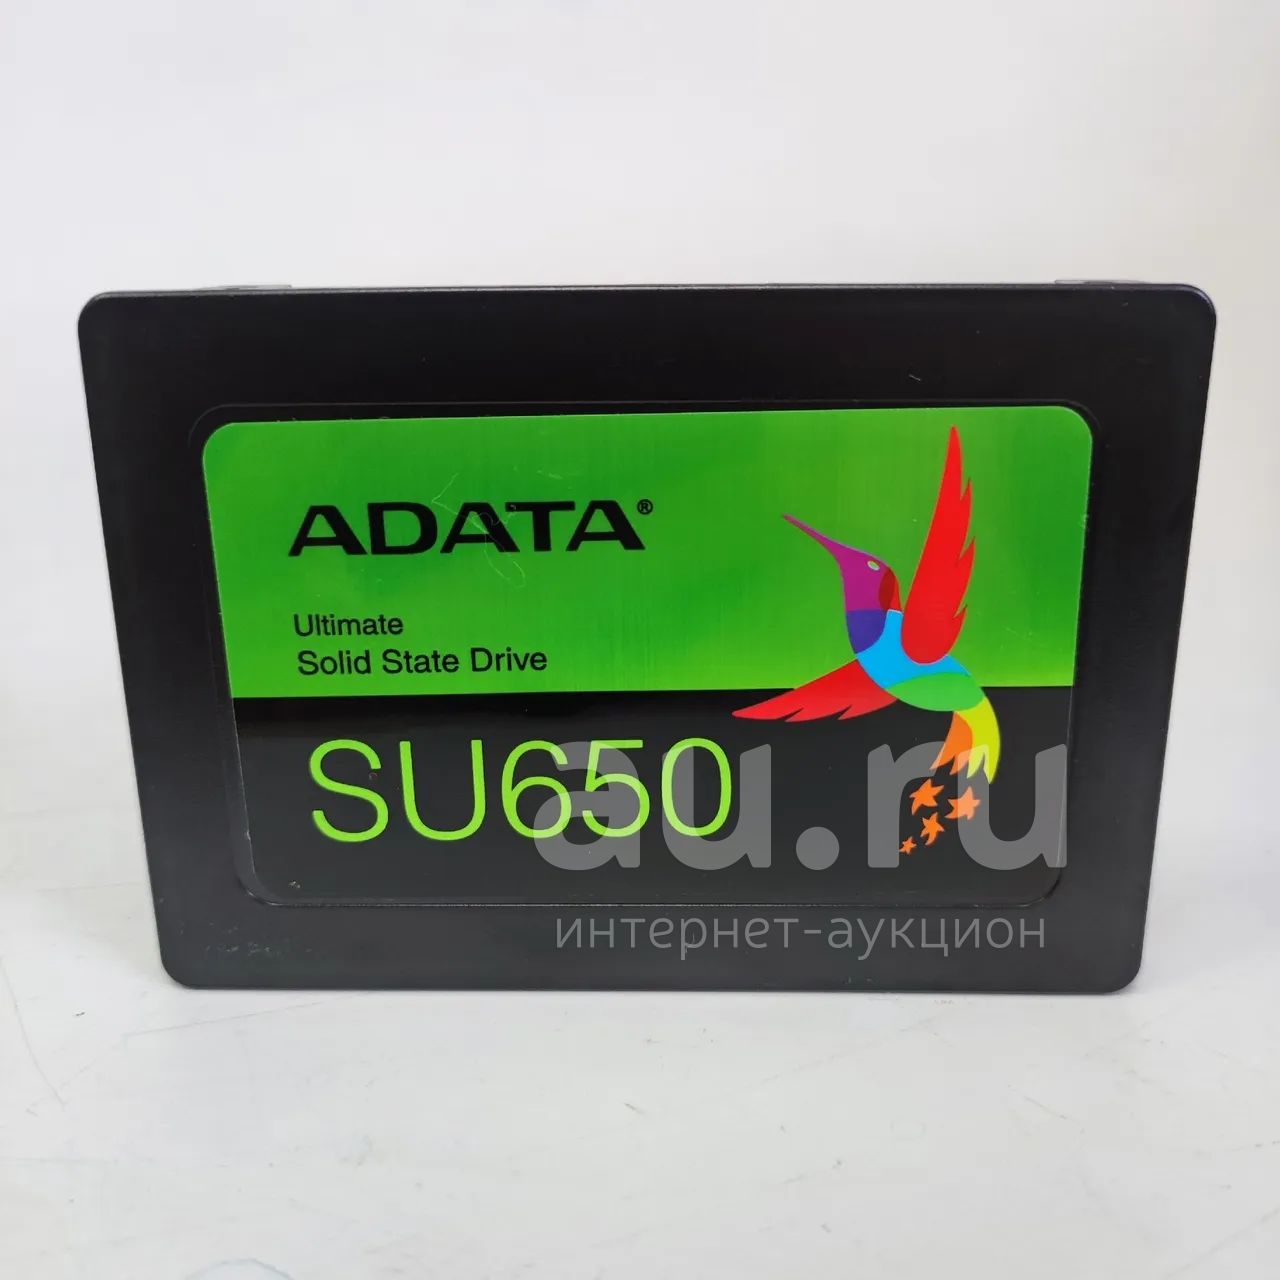 ADATA®
Ultimate
Solid State Drive
SU650
au.ru
интернет-аукцион